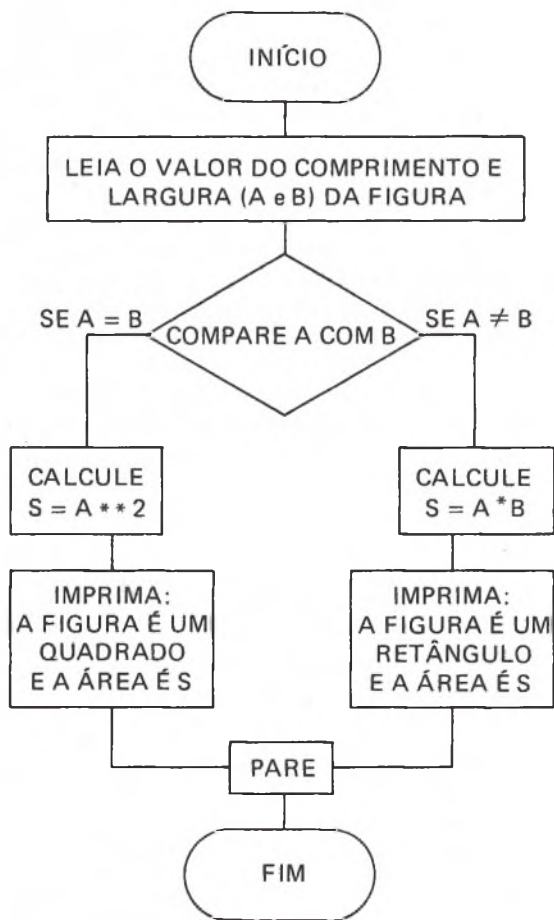 INÍCIO
LEIA O VALOR DO COMPRIMENTO E
LARGURA (A e B) DA FIGURA
SE A = B
COMPARE A COM B
SE A ≠ B
CALCULE
S = A ** 2
CALCULE
S = A * B
IMPRIMA:
A FIGURA É UM
QUADRADO
E A ÁREA É S
IMPRIMA:
A FIGURA É UM
RETÂNGULO
E A ÁREA É S
PARE
FIM